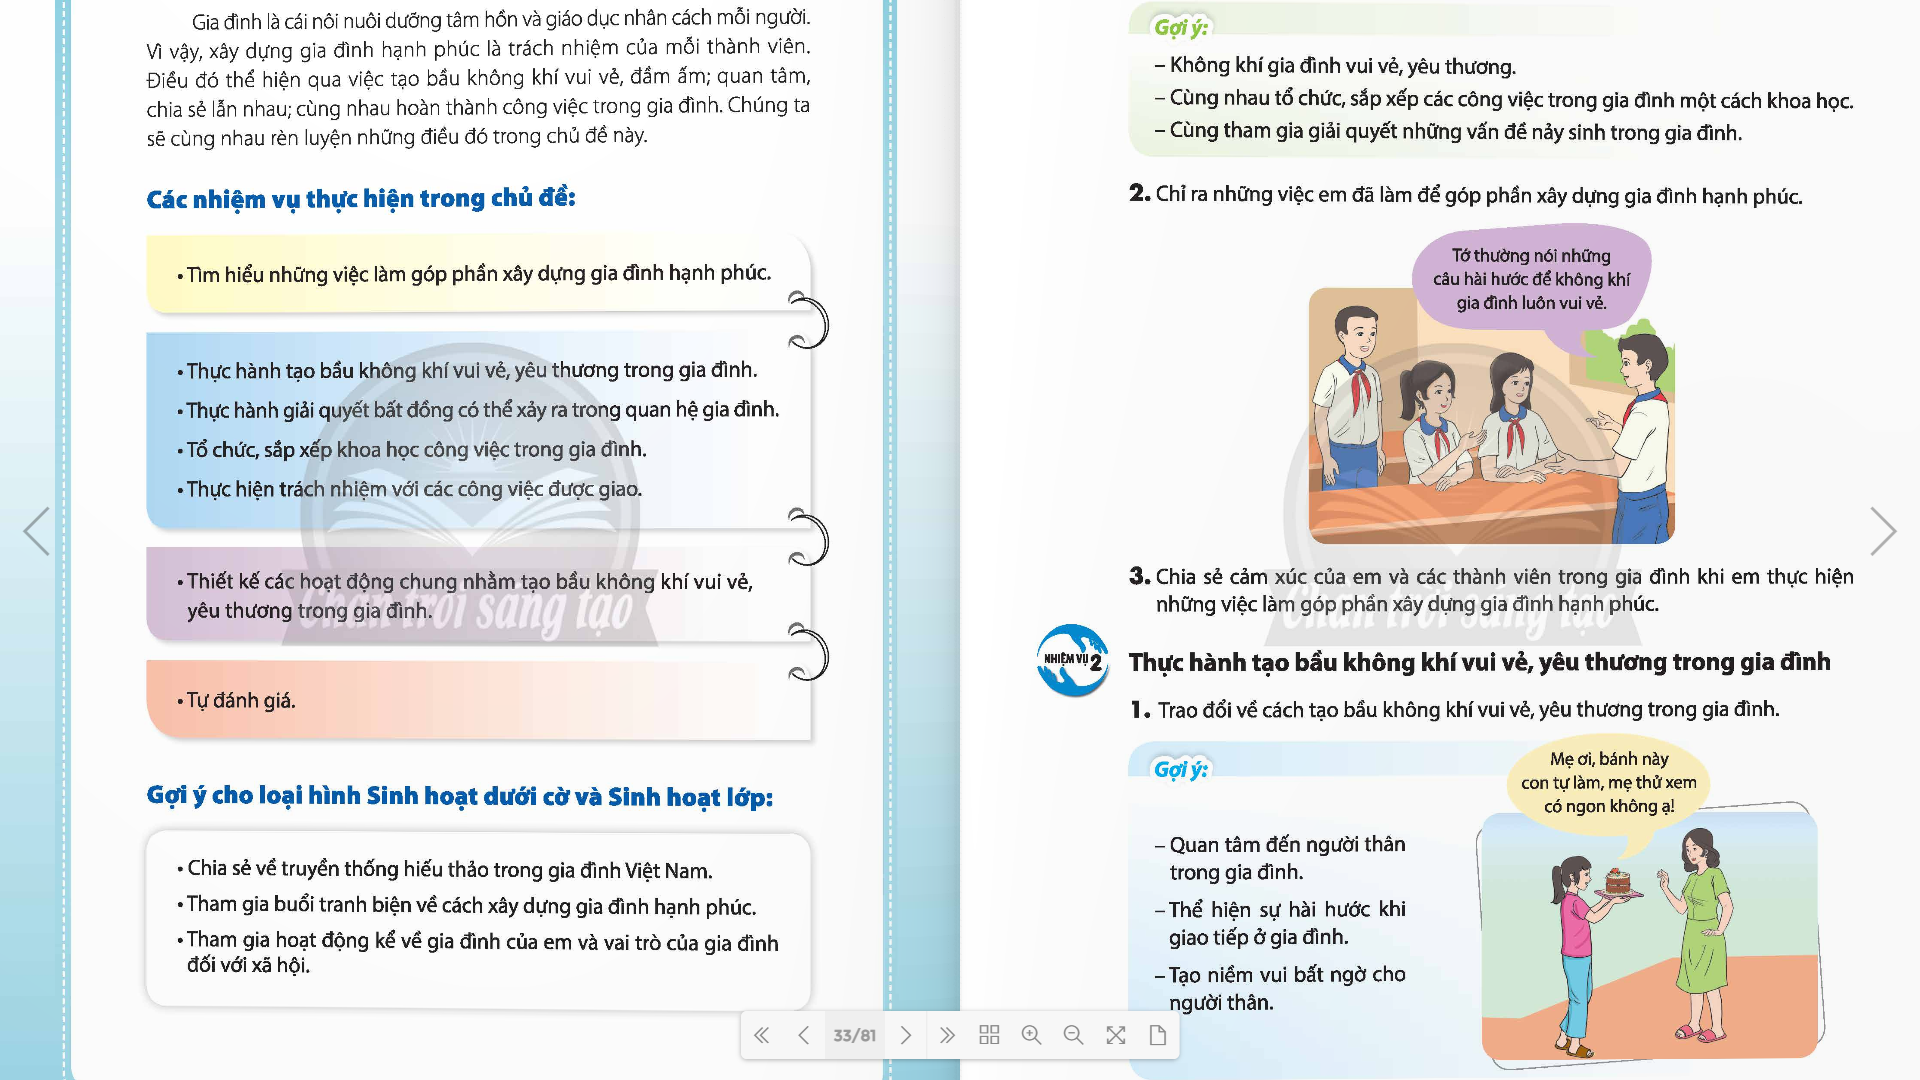 Gia đình là cái nôi nuôi dưỡng tâm hồn và giáo dục nhân cách mỗi người.
Vì vậy, xây dựng gia đình hạnh phúc là trách nhiệm của mỗi thành viên.
Điều đó thể hiện qua việc tạo bầu không khí vui vẻ, đầm ấm; quan tâm,
chia sẻ lẫn nhau; cùng nhau hoàn thành công việc trong gia đình. Chúng ta
sẽ cùng nhau rèn luyện những điều đó trong chủ đề này.
Các nhiệm vụ thực hiện trong chủ đề:
• Tìm hiểu những việc làm góp phần xây dựng gia đình hạnh phúc.
• Thực hành tạo bầu không khí vui vẻ, yêu thương trong gia đình.
• Thực hành giải quyết bất đồng có thể xảy ra trong quan hệ gia đình.
• Tổ chức, sắp xếp khoa học công việc trong gia đình.
• Thực hiện trách nhiệm với các công việc được giao.
• Thiết kế các hoạt động chung nhằm tạo bầu không khí vui vẻ,
yêu thương trong gia đình.
Chân trời sáng tạo
• Tự đánh giá.
Gợi ý cho loại hình Sinh hoạt dưới cờ và Sinh hoạt lớp:
• Chia sẻ về truyền thống hiếu thảo trong gia đình Việt Nam.
• Tham gia buổi tranh biện về cách xây dựng gia đình hạnh phúc.
• Tham gia hoạt động kể về gia đình của em và vai trò của gia đình
đối với xã hội.
Gợi ý:
– Không khí gia đình vui vẻ, yêu thương.
– Cùng nhau tổ chức, sắp xếp các công việc trong gia đình một cách khoa học.
– Cùng tham gia giải quyết những vấn đề nảy sinh trong gia đình.
2. Chỉ ra những việc em đã làm để góp phần xây dựng gia đình hạnh phúc.
Tớ thường nói những
câu hài hước để không khí
gia đình luôn vui vẻ.
3. Chia sẻ cảm xúc của em và các thành viên trong gia đình khi em thực hiện
những việc làm góp phần xây dựng gia đình hạnh phúc.
Chân trời sáng tạo
NHIỆM VỤ 2
Thực hành tạo bầu không khí vui vẻ, yêu thương trong gia đình
1. Trao đổi về cách tạo bầu không khí vui vẻ, yêu thương trong gia đình.
Gợi ý:
Mẹ ơi, bánh này
con tự làm, mẹ thử xem
có ngon không ạ!
– Quan tâm đến người thân
trong gia đình.
– Thể hiện sự hài hước khi
giao tiếp ở gia đình.
– Tạo niềm vui bất ngờ cho
người thân.
33/81